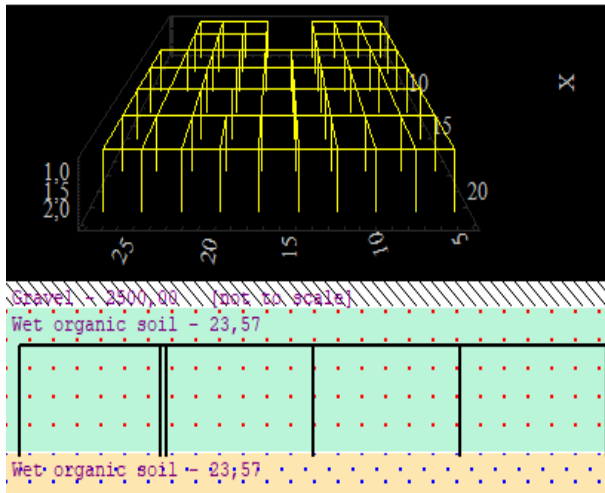 10
X
15
1,0
1,5
2,0
20
25
20
15
10
5
Gravel - 2500,00 [not to scale]
Wet organic soil - 23,57
Wet organic soil - 23,57